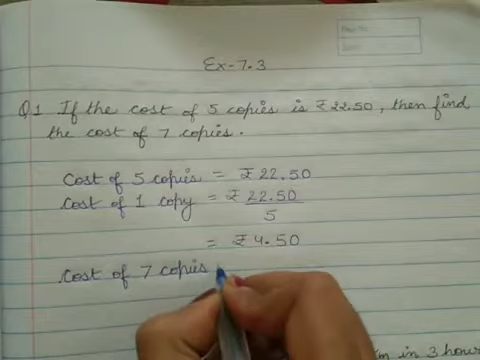 Ex-7.3
Q1 If the cost of 5 copies is ₹22.50, then find
the cost of 7 copies.
Cost of 5 copies = ₹22.50
Cost of 1 copy = ₹ 22.50
5
= ₹4.50
Cost of 7 copies
m in 3 hour